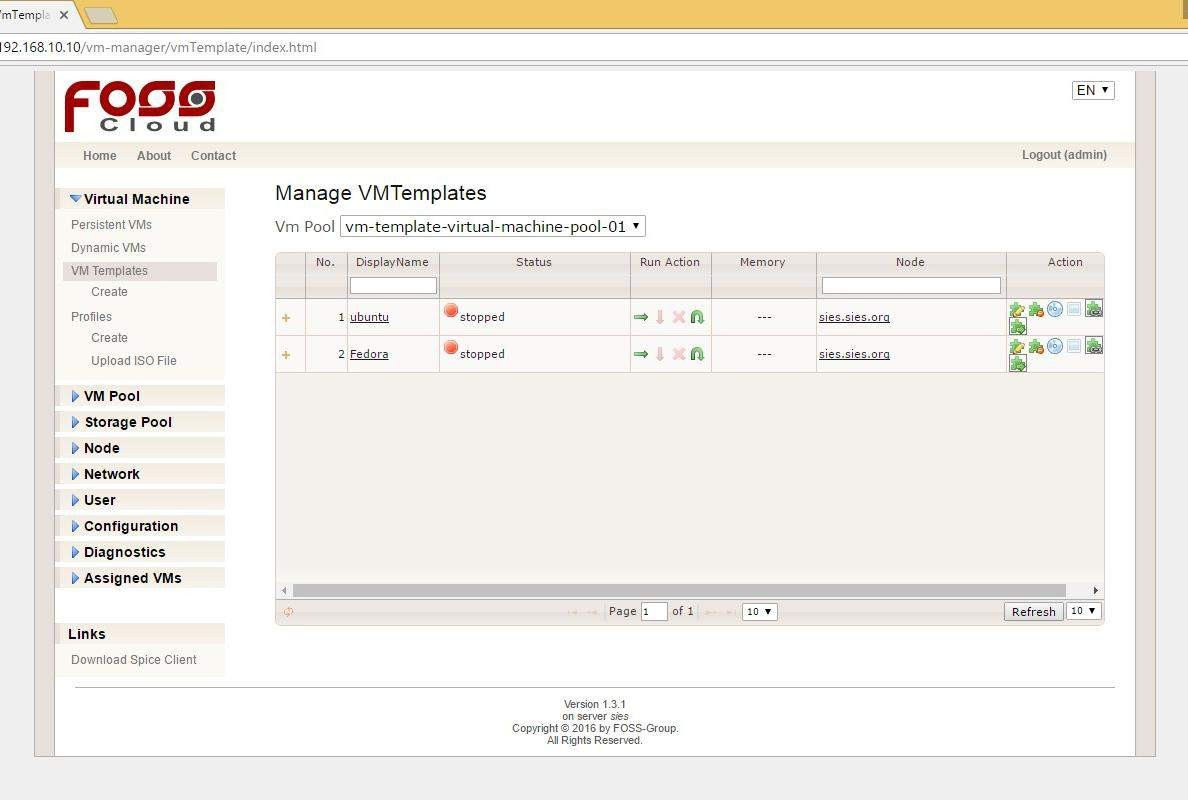 mTempla
192.168.10.10/vm-manager/vmTemplate/index.html
FOSS
Cloud
EN
Home About Contact
Logout (admin)
Virtual Machine
Persistent VMs
Dynamic VMs
VM Templates
Create
Profiles
Create
Upload ISO File
VM Pool
Storage Pool
Node
Network
User
Configuration
Diagnostics
Assigned VMs
Links
Download Spice Client
Manage VMTemplates
Vm Pool vm-template-virtual-machine-pool-01
No. DisplayName Status Run Action Memory Node Action
1 ubuntu stopped --- sies.sies.org
2 Fedora stopped --- sies.sies.org
Page 1 of 1 10 Refresh 10
Version 1.3.1
on server sies
Copyright © 2016 by FOSS-Group.
All Rights Reserved.